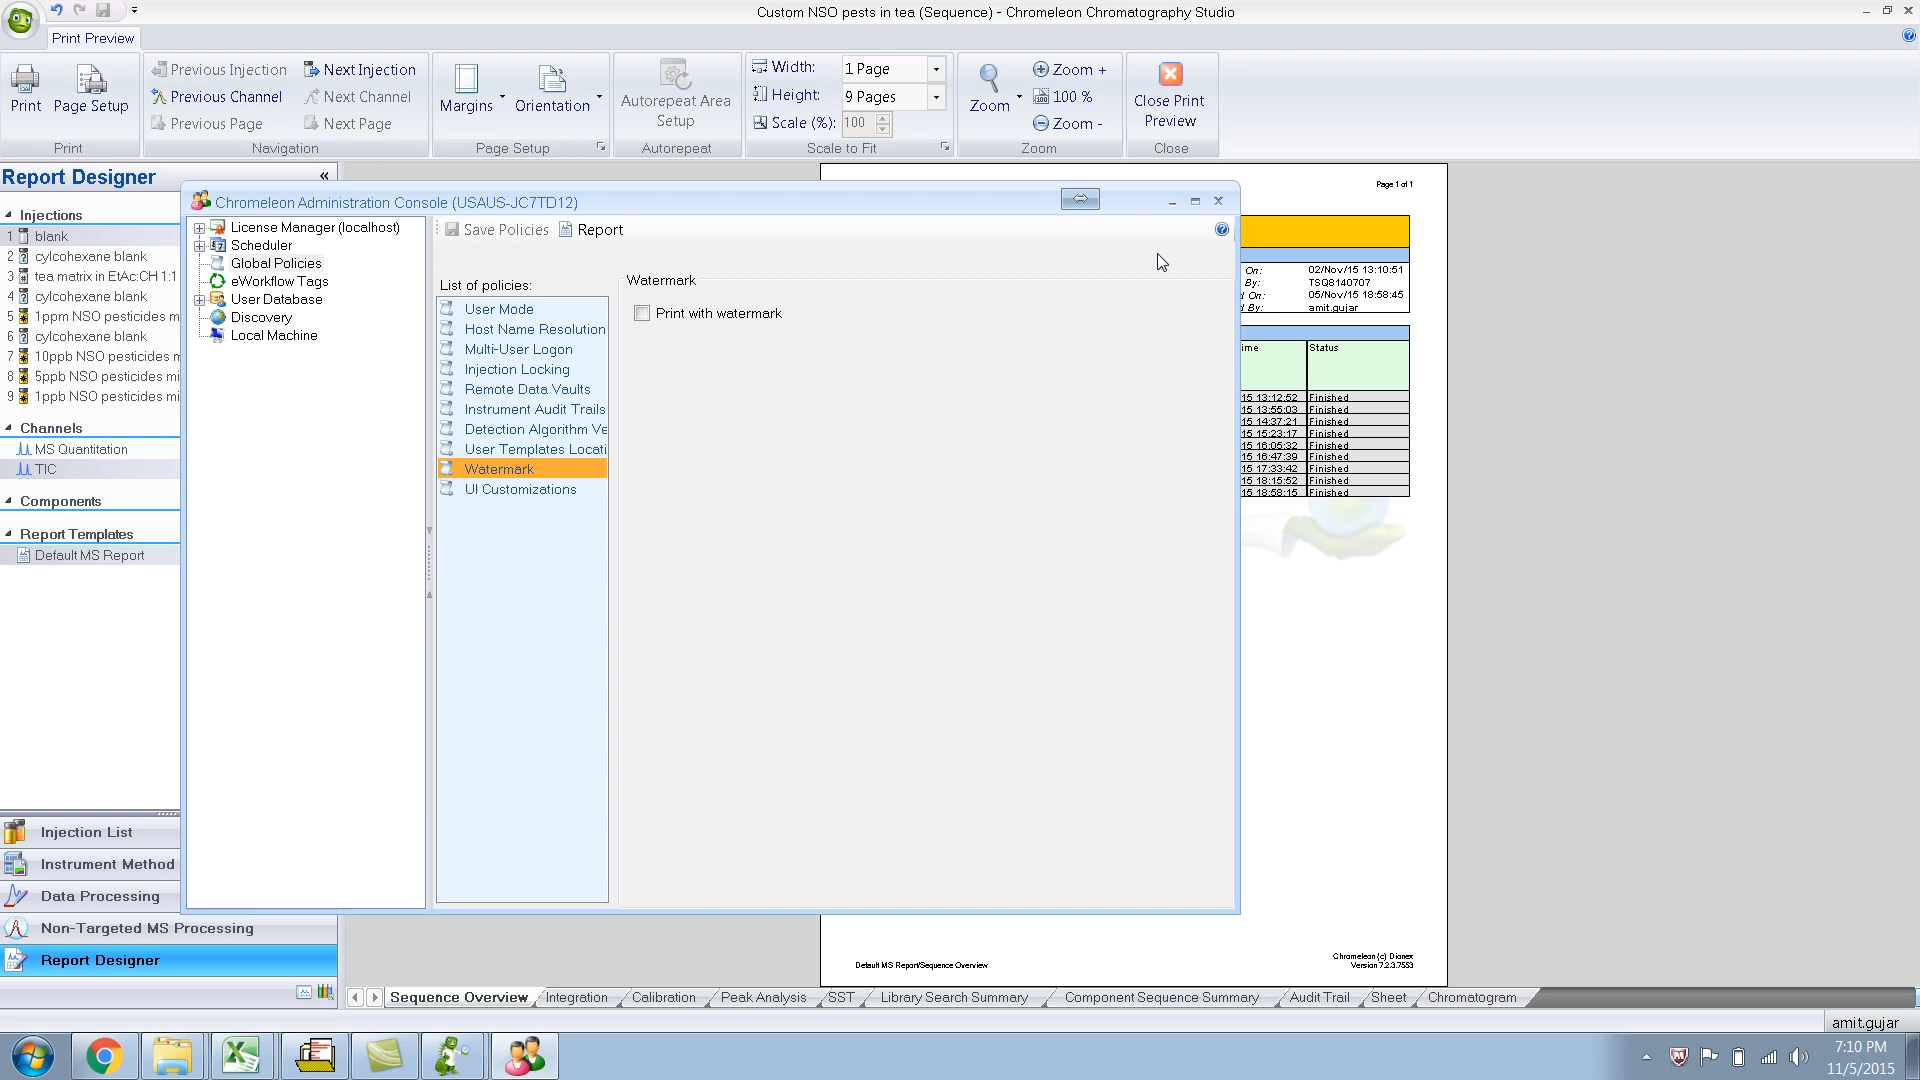 Custom NSO pests in tea (Sequence) - Chromeleon Chromatography Studio
Print Preview
Print
Page Setup
Print
Previous Injection
Next Injection
Previous Channel
Next Channel
Previous Page
Next Page
Navigation
Margins
Orientation
Page Setup
Autorepeat Area
Setup
Autorepeat
Width:
1 Page
Height:
9 Pages
Scale (%):
100
Scale to Fit
Zoom
Zoom +
100 %
Zoom -
Zoom
Close Print
Preview
Close
Report Designer
Injections
1 blank
2 cylcohexane blank
3 tea matrix in EtAc:CH 1:1
4 cylcohexane blank
5 1ppm NSO pesticides m
6 cylcohexane blank
7 10ppb NSO pesticides m
8 5ppb NSO pesticides mi
9 1ppb NSO pesticides mi
Channels
MS Quantitation
TIC
Components
Report Templates
Default MS Report
Injection List
Instrument Method
Data Processing
Non-Targeted MS Processing
Report Designer
Chromeleon Administration Console (USAUS-JC7TD12)
License Manager (localhost)
Scheduler
Global Policies
eWorkflow Tags
User Database
Discovery
Local Machine
Save Policies
Report
List of policies:
User Mode
Host Name Resolution
Multi-User Logon
Injection Locking
Remote Data Vaults
Instrument Audit Trails
Detection Algorithm Ve
User Templates Locati
Watermark
UI Customizations
Watermark
Print with watermark
Page 1 of 1
On: 02/Nov/15 13:10:51
By: TSQ8140707
d On: 05/Nov/15 18:58:45
d By: amit.gujar
ime Status
15 13:12:52 Finished
15 13:55:03 Finished
15 14:37:21 Finished
15 15:23:17 Finished
15 16:05:32 Finished
15 16:47:39 Finished
15 17:33:42 Finished
15 18:15:52 Finished
15 18:58:15 Finished
Default MS Report/Sequence Overview
Chromeleon (c) Dionex
Version 7.2.3.7553
Sequence Overview
Integration
Calibration
Peak Analysis
SST
Library Search Summary
Component Sequence Summary
Audit Trail
Sheet
Chromatogram
amit.gujar
7:10 PM
11/5/2015